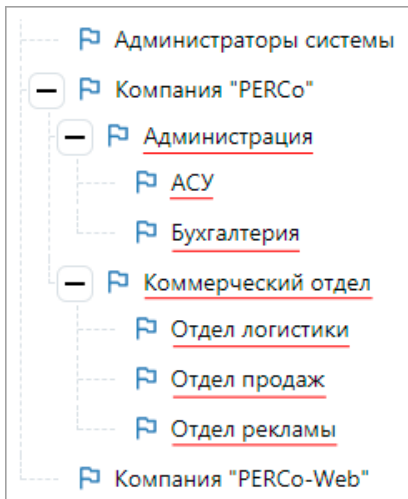 Администраторы системы
Компания "PERCo"
Администрация
АСУ
Бухгалтерия
Коммерческий отдел
Отдел логистики
Отдел продаж
Отдел рекламы
Компания "PERCo-Web"